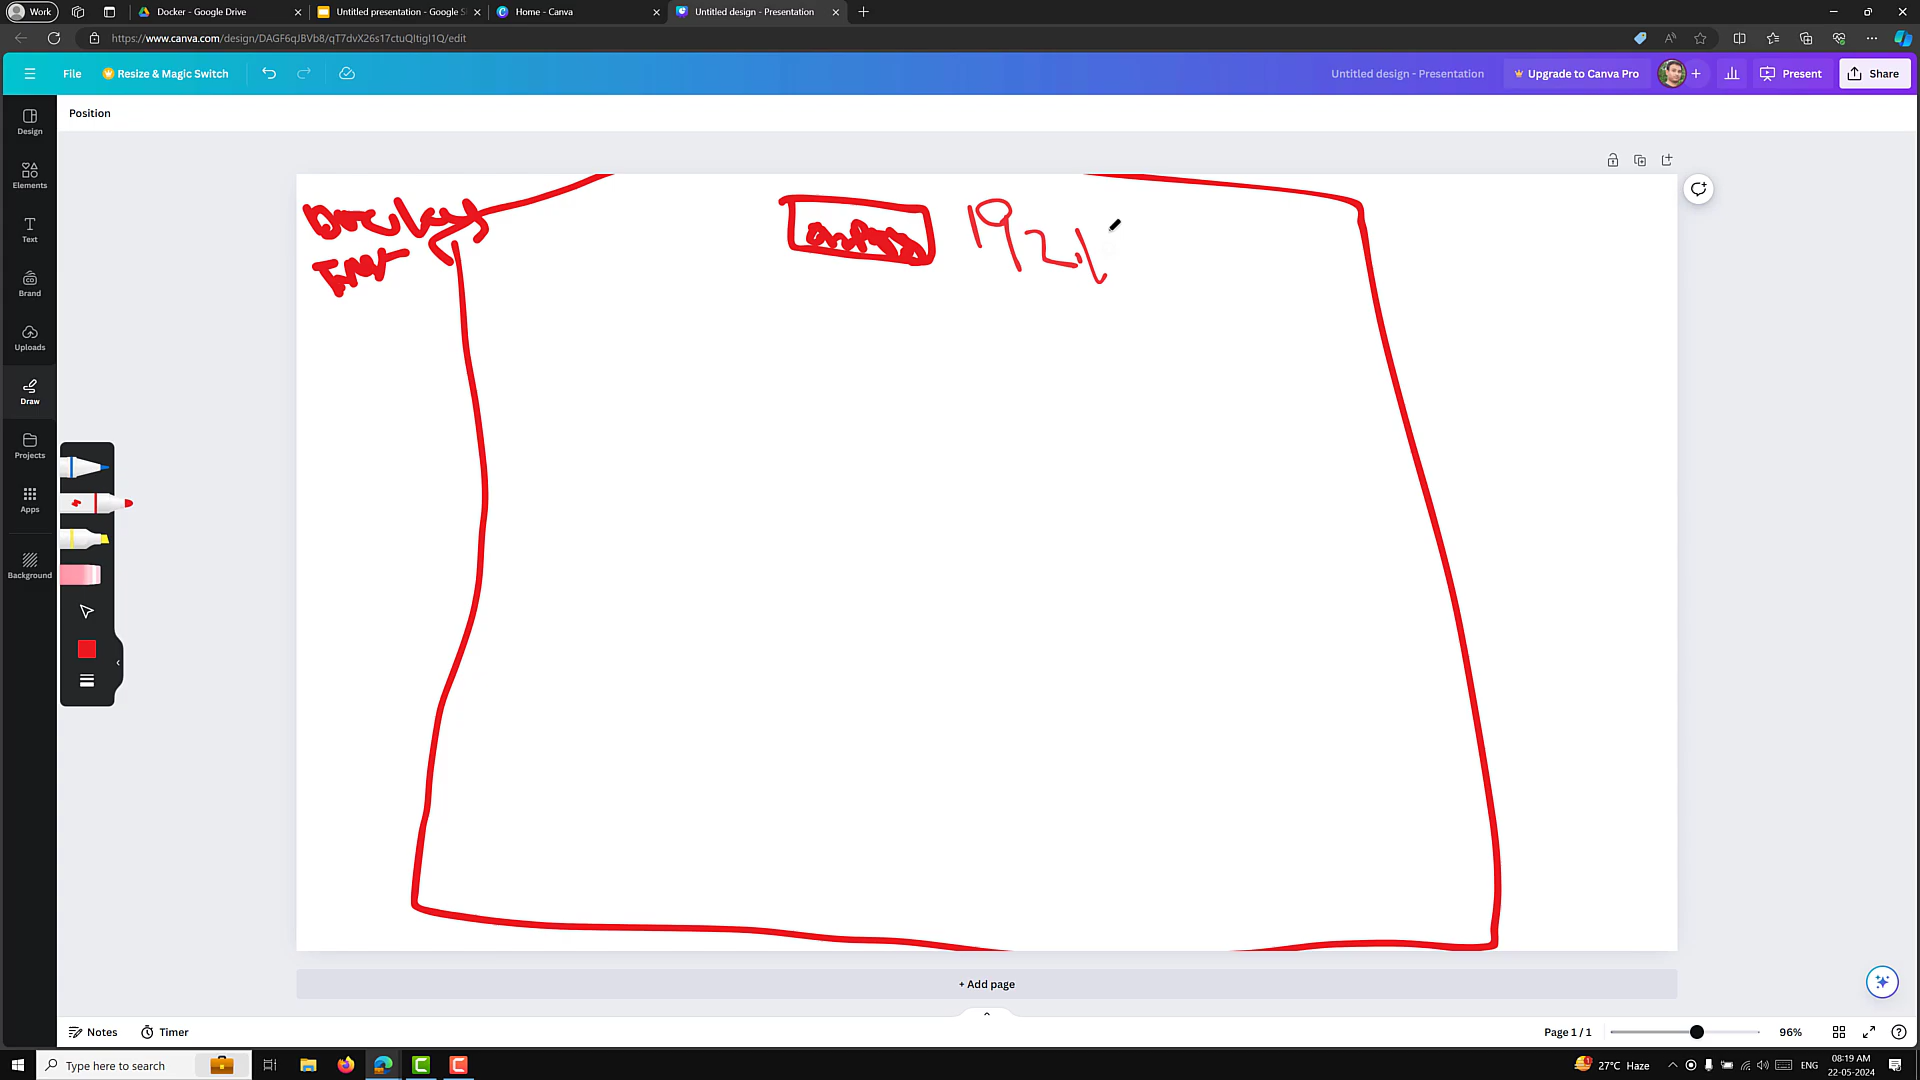 Work
Docker - Google Drive
Untitled presentation - Google Sl
Home - Canva
Untitled design - Presentation
https://www.canva.com/design/DAGF6qJBVb8/qT7dvX26s17ctuQItigI1Q/edit
File
Resize & Magic Switch
Untitled design - Presentation
Upgrade to Canva Pro
Present
Share
Position
Design
Elements
Text
Brand
Uploads
Draw
Projects
Apps
Background
192.
+ Add page
Notes
Timer
Page 1 / 1
96%
Type here to search
27°C Haze
ENG
08:19 AM
22-05-2024